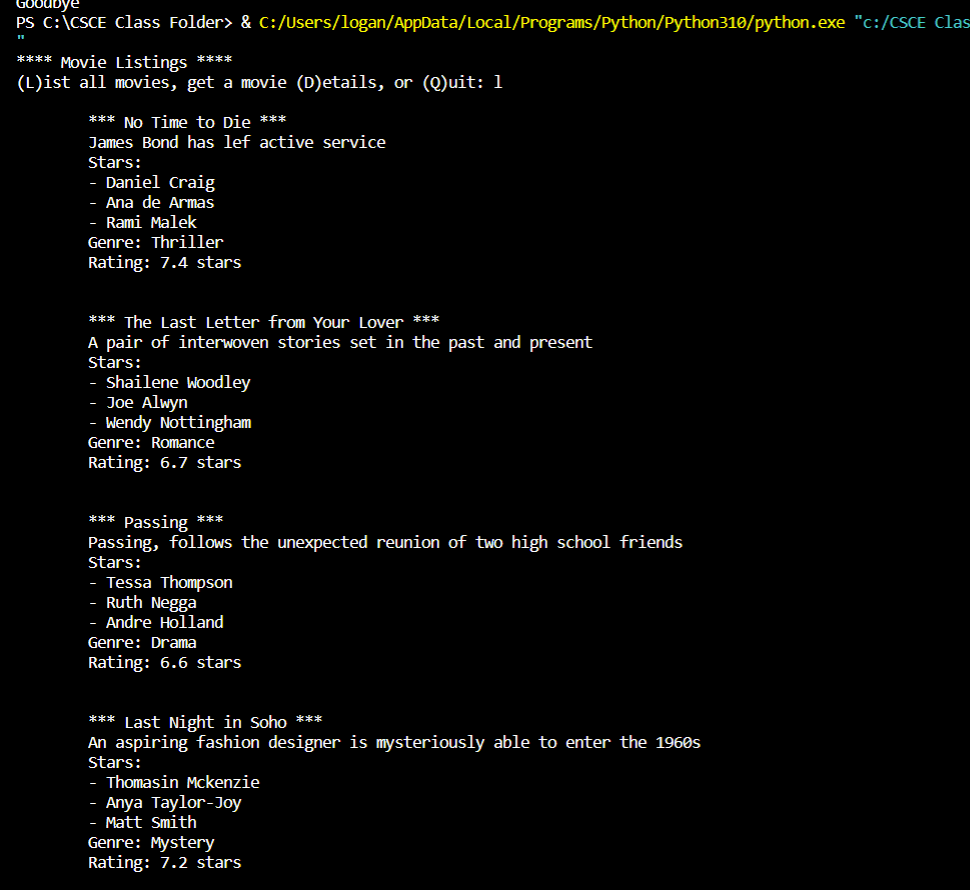 Goodbye
PS C:\CSCE Class Folder> & C:/Users/logan/AppData/Local/Programs/Python/Python310/python.exe "c:/CSCE Clas
"
**** Movie Listings ****
(L)ist all movies, get a movie (D)etails, or (Q)uit: l
*** No Time to Die ***
James Bond has lef active service
Stars:
- Daniel Craig
- Ana de Armas
- Rami Malek
Genre: Thriller
Rating: 7.4 stars
*** The Last Letter from Your Lover ***
A pair of interwoven stories set in the past and present
Stars:
- Shailene Woodley
- Joe Alwyn
- Wendy Nottingham
Genre: Romance
Rating: 6.7 stars
*** Passing ***
Passing, follows the unexpected reunion of two high school friends
Stars:
- Tessa Thompson
- Ruth Negga
- Andre Holland
Genre: Drama
Rating: 6.6 stars
*** Last Night in Soho ***
An aspiring fashion designer is mysteriously able to enter the 1960s
Stars:
- Thomasin Mckenzie
- Anya Taylor-Joy
- Matt Smith
Genre: Mystery
Rating: 7.2 stars